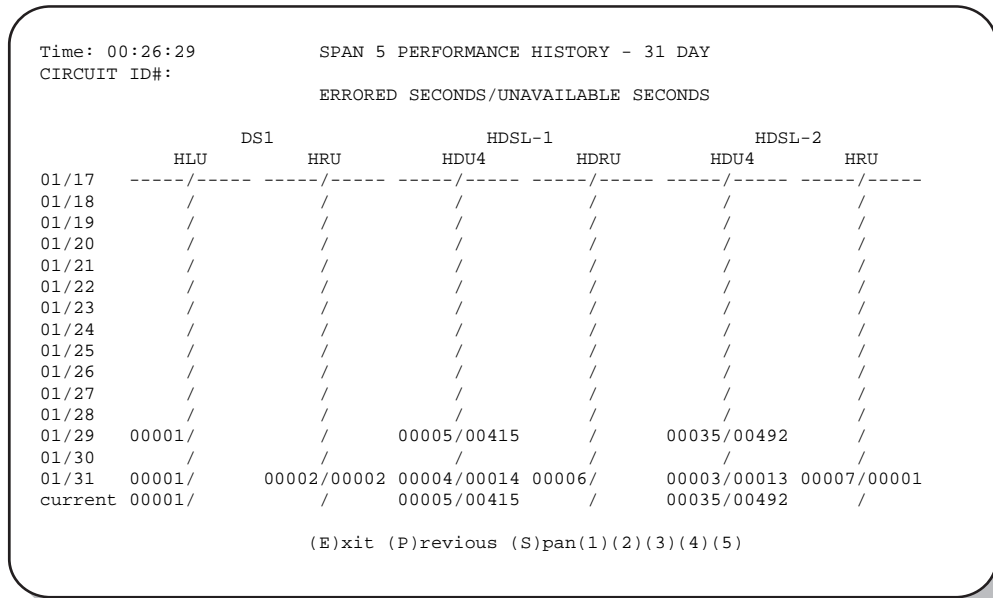 Time: 00:26:29 SPAN 5 PERFORMANCE HISTORY - 31 DAY
CIRCUIT ID#:
ERRORED SECONDS/UNAVAILABLE SECONDS
DS1 HDSL-1 HDSL-2
HLU HRU HDU4 HDRU HDU4 HRU
01/17 -----/----- -----/----- -----/----- -----/----- -----/----- -----/-----
01/18 / / / / / /
01/19 / / / / / /
01/20 / / / / / /
01/21 / / / / / /
01/22 / / / / / /
01/23 / / / / / /
01/24 / / / / / /
01/25 / / / / / /
01/26 / / / / / /
01/27 / / / / / /
01/28 / / / / / /
01/29 00001/ / 00005/00415 / 00035/00492 /
01/30 / / / / / /
01/31 00001/ 00002/00002 00004/00014 00006/ 00003/00013 00007/00001
current 00001/ / 00005/00415 / 00035/00492 /
(E)xit (P)revious (S)pan(1)(2)(3)(4)(5)